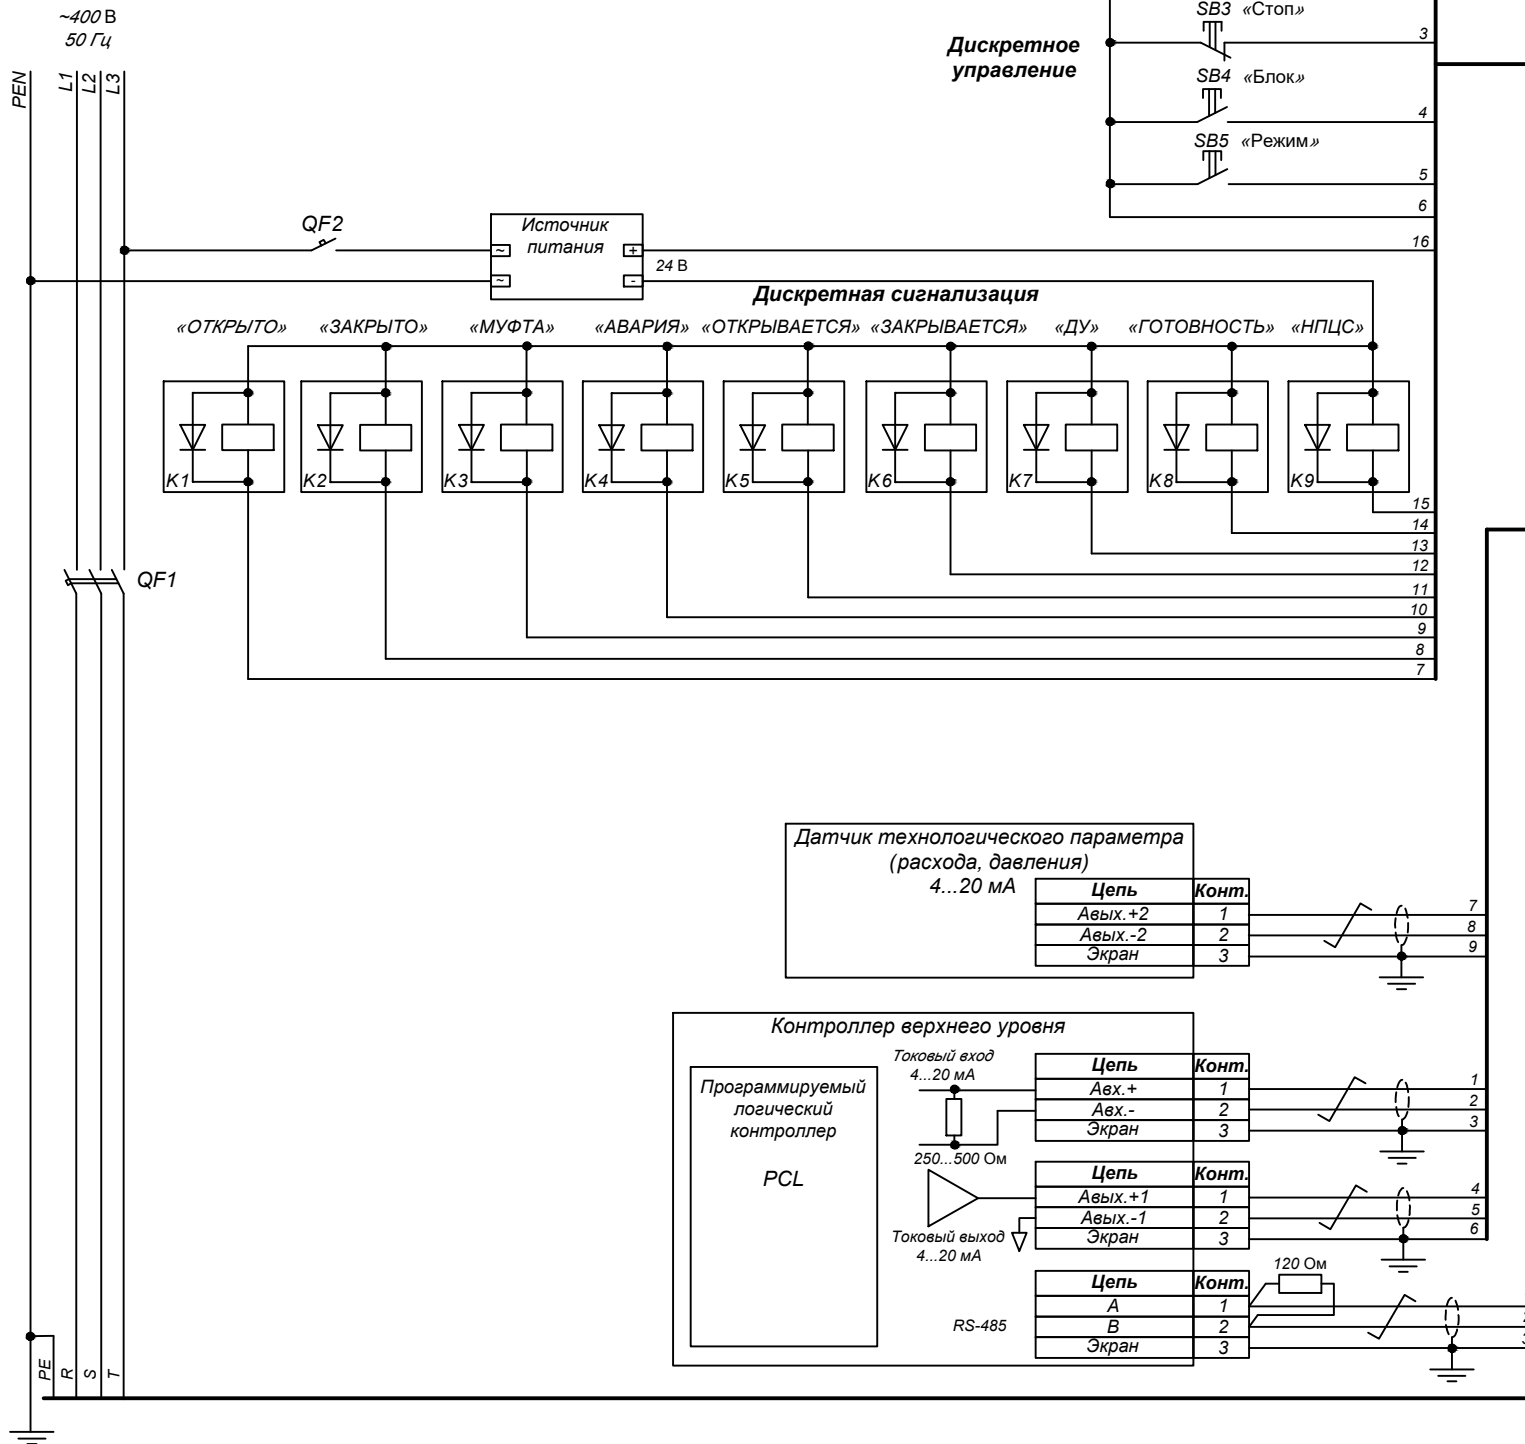 ~400 В
50 Гц
PEN
L1
L2
L3
Дискретное
управление
SB3 «Стоп»
3
SB4 «Блок»
4
SB5 «Режим»
5
6
QF2
Источник
питания
~
~
+
-
24 В
16
Дискретная сигнализация
«ОТКРЫТО» «ЗАКРЫТО» «МУФТА» «АВАРИЯ» «ОТКРЫВАЕТСЯ» «ЗАКРЫВАЕТСЯ» «ДУ» «ГОТОВНОСТЬ» «НПЦС»
K1 K2 K3 K4 K5 K6 K7 K8 K9
15
14
13
12
11
10
9
8
7
QF1
Датчик технологического параметра
(расхода, давления)
4...20 мА
Цепь Конт.
Авых.+2 1
Авых.-2 2
Экран 3
7
8
9
Контроллер верхнего уровня
Программируемый
логический
контроллер
PCL
Токовый вход
4...20 мА
250...500 Ом
Цепь Конт.
Авх.+ 1
Авх.- 2
Экран 3
1
2
3
Токовый выход
4...20 мА
Цепь Конт.
Авых.+1 1
Авых.-1 2
Экран 3
4
5
6
RS-485
Цепь Конт.
A 1
B 2
Экран 3
120 Ом
PE
R
S
T